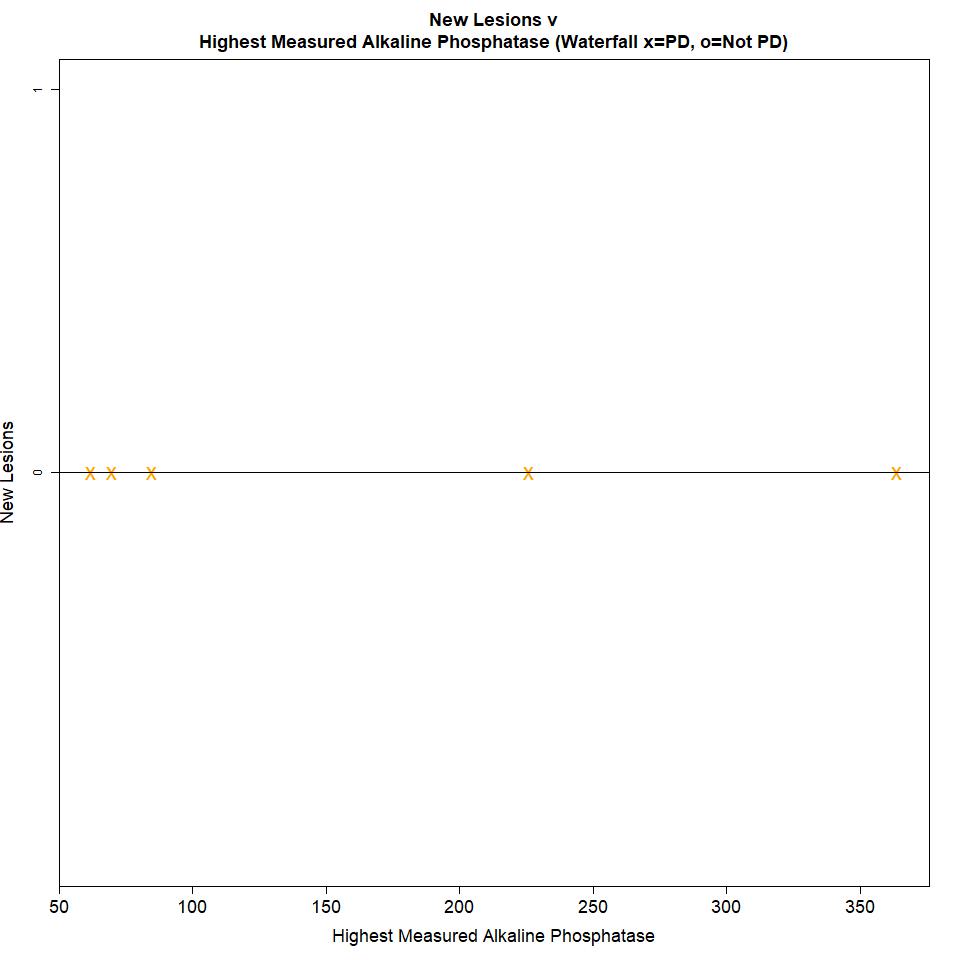 New Lesions v
Highest Measured Alkaline Phosphatase (Waterfall x=PD, o=Not PD)
1
0
New Lesions
x x x x x
50 100 150 200 250 300 350
Highest Measured Alkaline Phosphatase